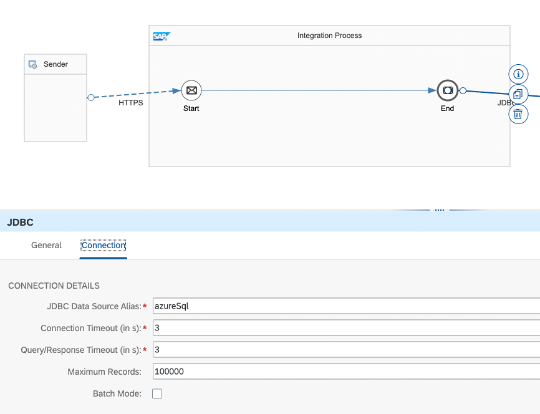 SAP
Integration Process
Sender
HTTPS
Start
End
JDBC
JDBC
General
Connection
CONNECTION DETAILS
JDBC Data Source Alias:* azureSql
Connection Timeout (in s):* 3
Query/Response Timeout (in s):* 3
Maximum Records: 100000
Batch Mode: